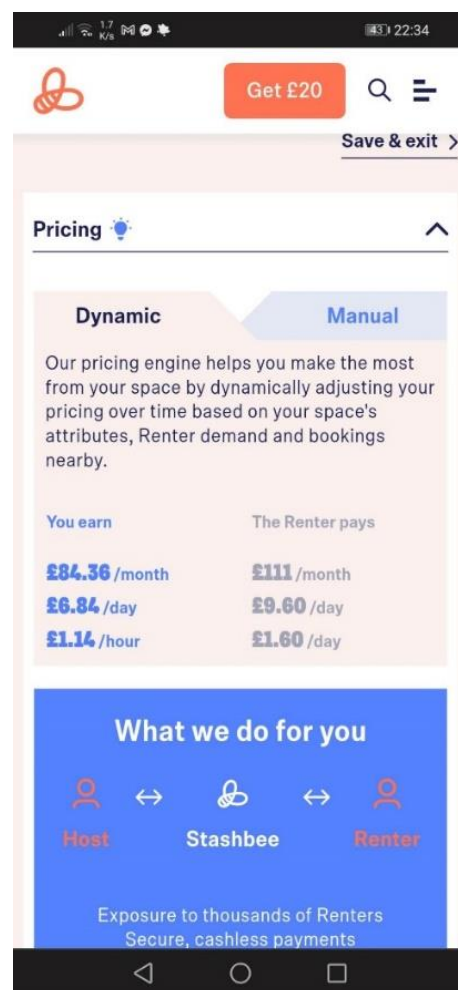 1.7
K/s
43 22:34
Get £20
Save & exit
Pricing
Dynamic
Manual
Our pricing engine helps you make the most
from your space by dynamically adjusting your
pricing over time based on your space's
attributes, Renter demand and bookings
nearby.
You earn
The Renter pays
£84.36 /month
£111 /month
£6.84 /day
£9.60 /day
£1.14 /hour
£1.60 /day
What we do for you
Host
Stashbee
Renter
Exposure to thousands of Renters
Secure, cashless payments